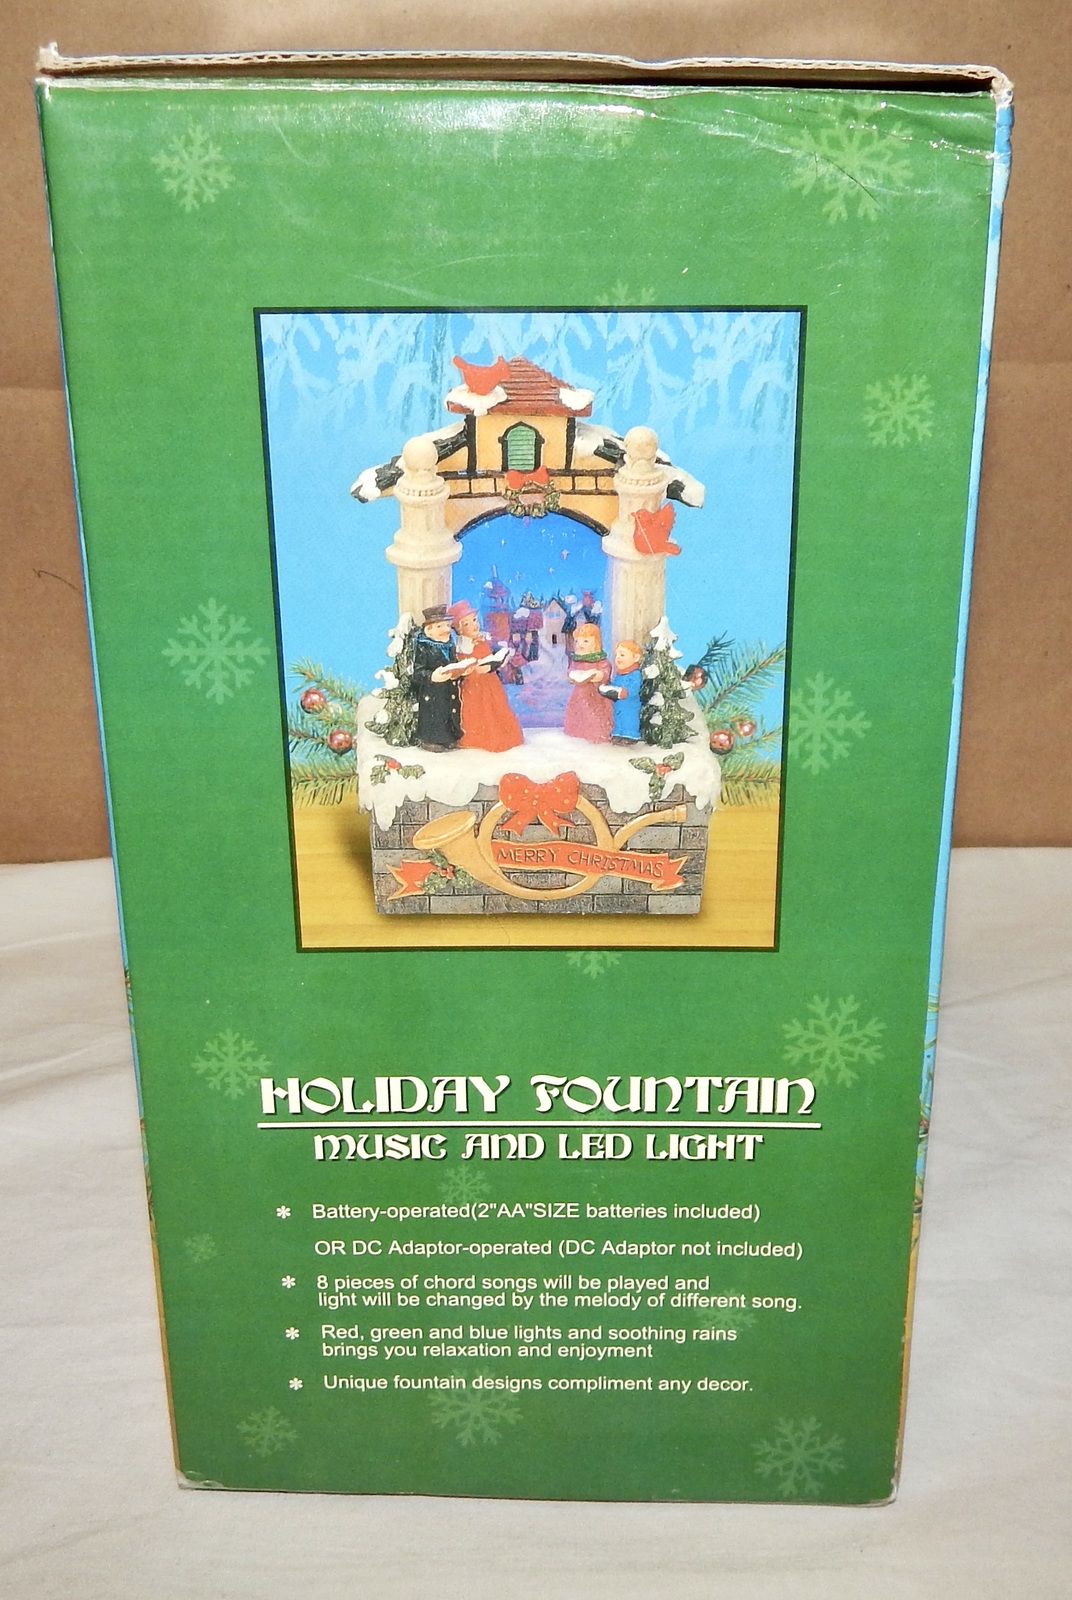 MERRY CHRISTMAS
HOLIDAY FOUNTAIN
MUSIC AND LED LIGHT
* Battery-operated(2"AA"SIZE batteries included)
OR DC Adaptor-operated (DC Adaptor not included)
* 8 pieces of chord songs will be played and
light will be changed by the melody of different song.
* Red, green and blue lights and soothing rains
brings you relaxation and enjoyment
* Unique fountain designs compliment any decor.